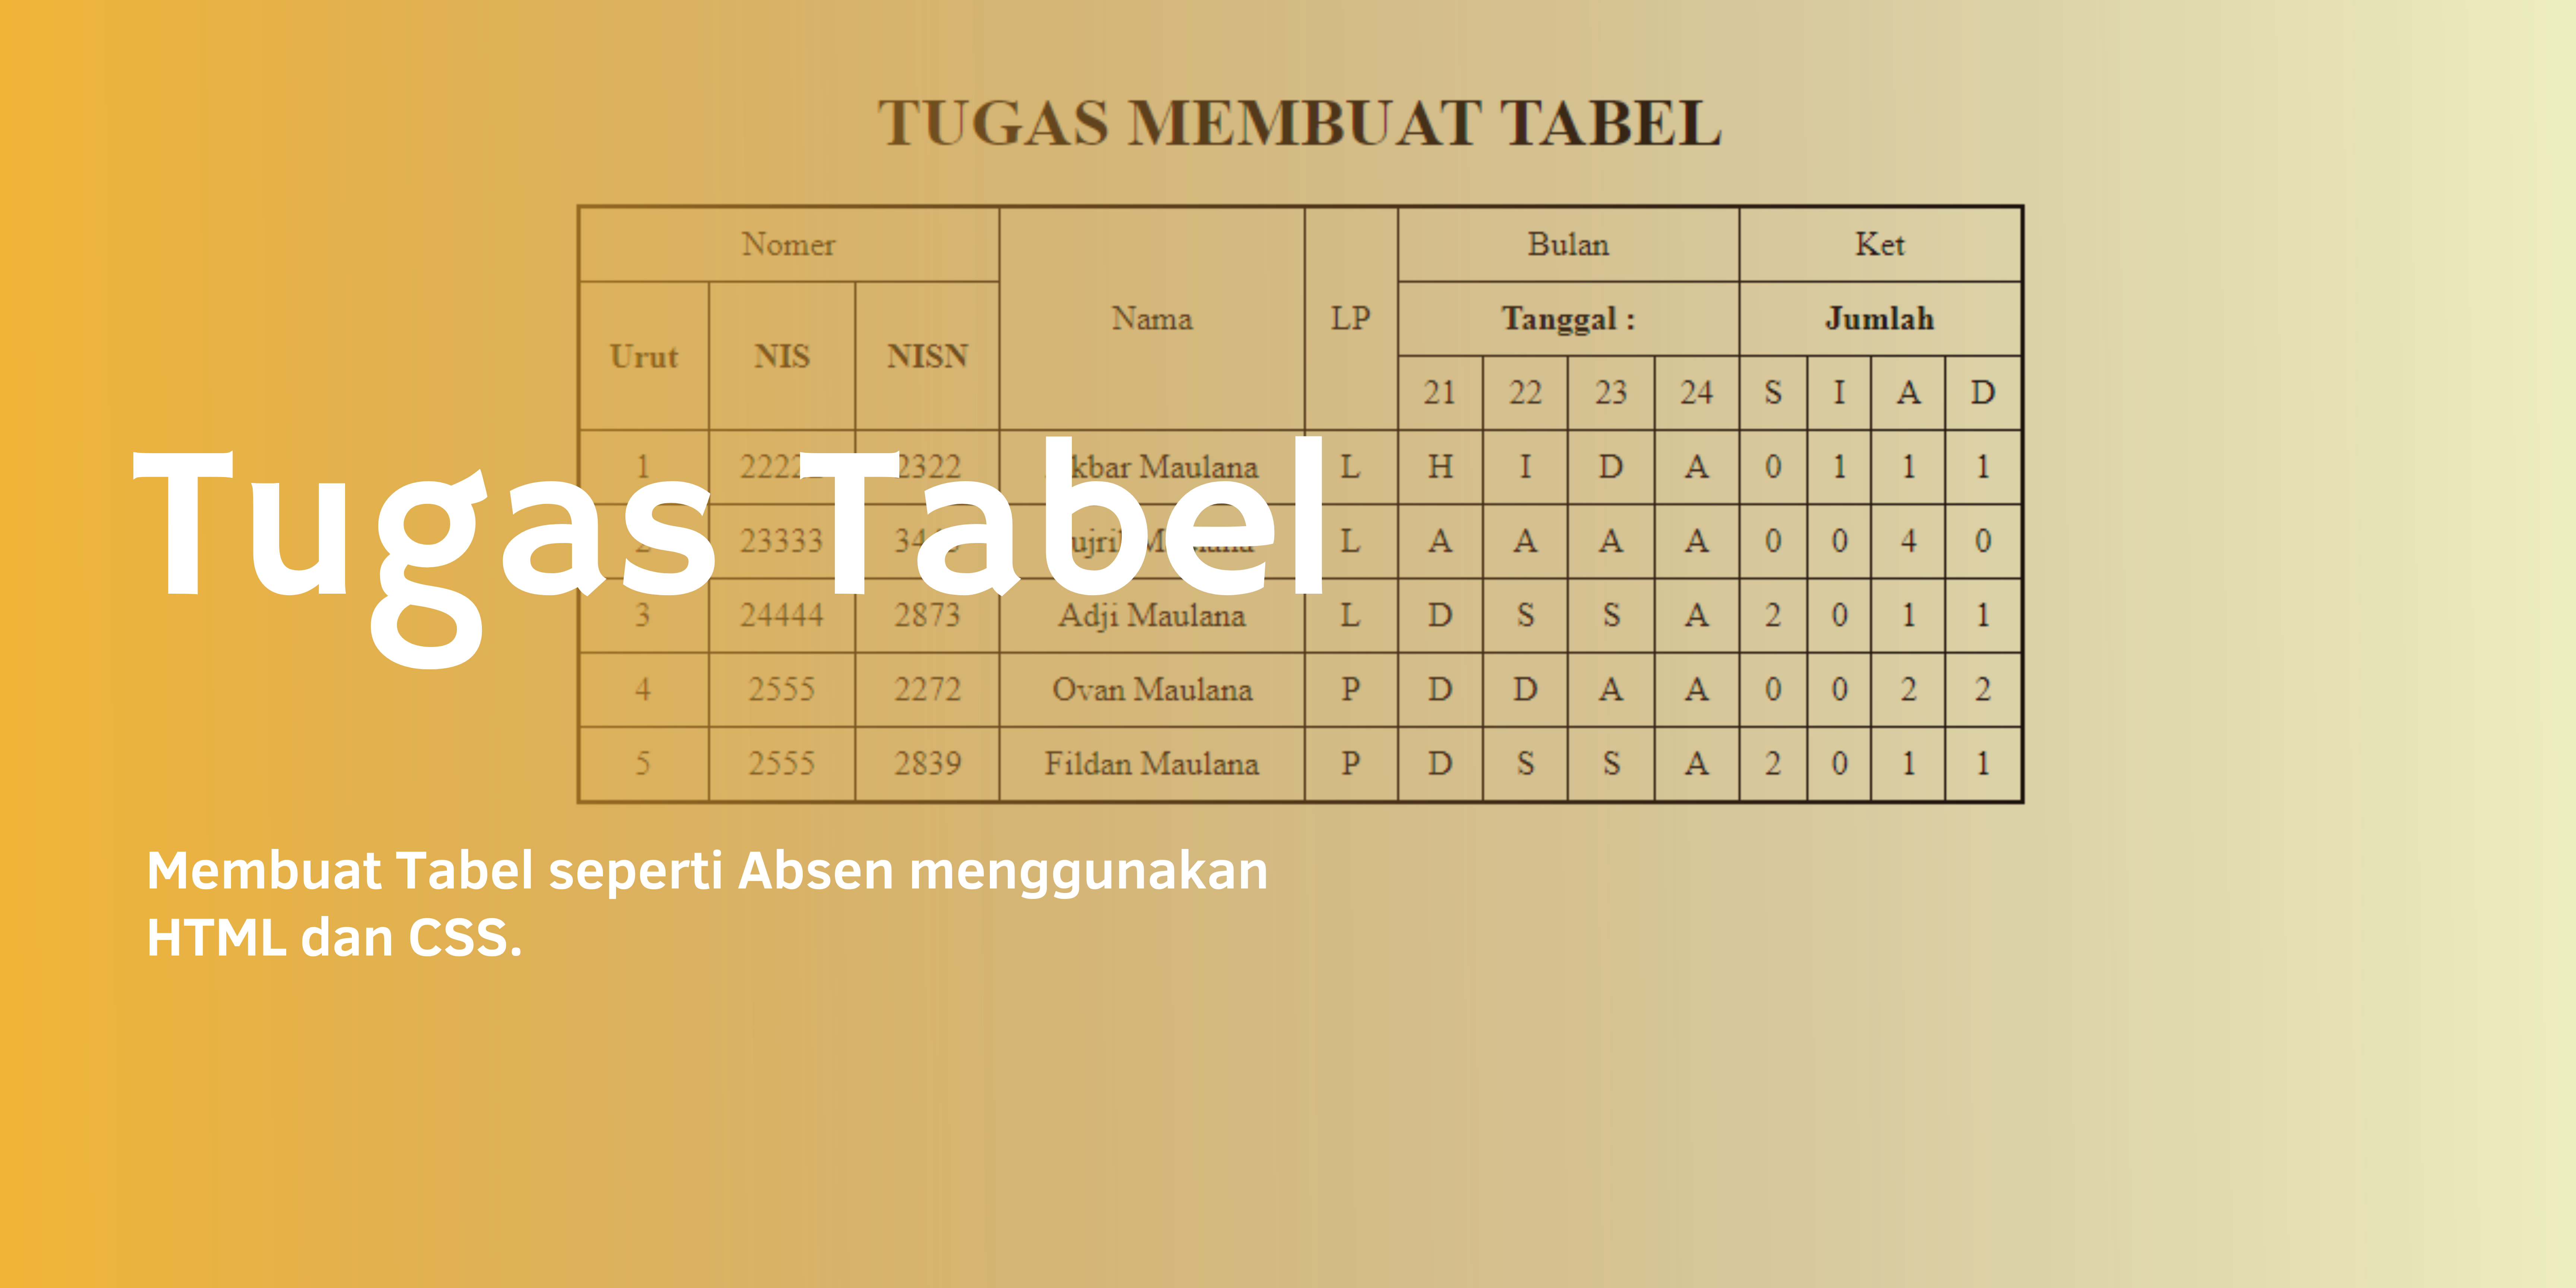 TUGAS MEMBUAT TABEL
Nomer Nama LP Bulan Ket
Urut NIS NISN Tanggal : Jumlah
21 22 23 24 S I A D
1 2322 Maulana L H I D A 0 1 1 1
23333 L A A A A 0 0 4 0
3 24444 2873 Adji Maulana L D S S A 2 0 1 1
4 2555 2272 Ovan Maulana P D D A A 0 0 2 2
5 2555 2839 Fildan Maulana P D S S A 2 0 1 1
Tugas Tabel
Membuat Tabel seperti Absen menggunakan
HTML dan CSS.